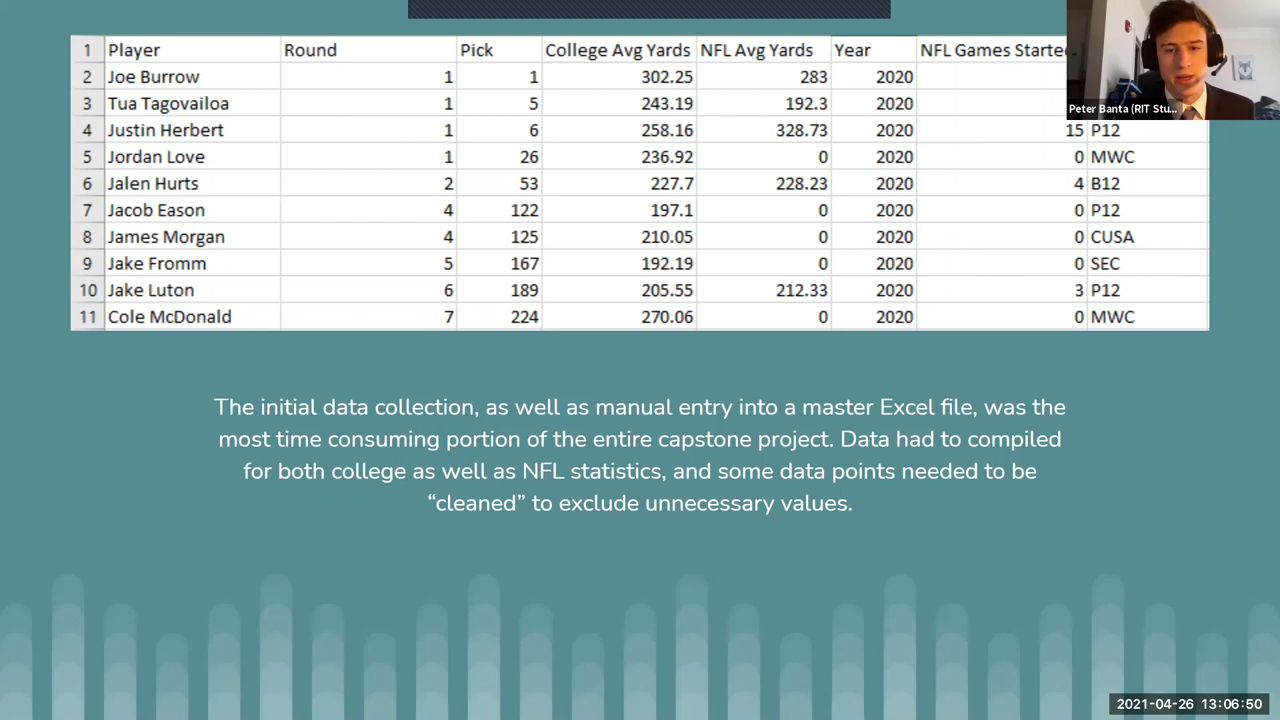 1 Player Round Pick College Avg Yards NFL Avg Yards Year NFL Games Starte
2 Joe Burrow 1 1 302.25 283 2020
3 Tua Tagovailoa 1 5 243.19 192.3 2020
4 Justin Herbert 1 6 258.16 328.73 2020 15 P12
5 Jordan Love 1 26 236.92 0 2020 0 MWC
6 Jalen Hurts 2 53 227.7 228.23 2020 4 B12
7 Jacob Eason 4 122 197.1 0 2020 0 P12
8 James Morgan 4 125 210.05 0 2020 0 CUSA
9 Jake Fromm 5 167 192.19 0 2020 0 SEC
10 Jake Luton 6 189 205.55 212.33 2020 3 P12
11 Cole McDonald 7 224 270.06 0 2020 0 MWC
Peter Banta (RIT Stu...
The initial data collection, as well as manual entry into a master Excel file, was the
most time consuming portion of the entire capstone project. Data had to compiled
for both college as well as NFL statistics, and some data points needed to be
“cleaned” to exclude unnecessary values.
2021-04-26 13:06:50